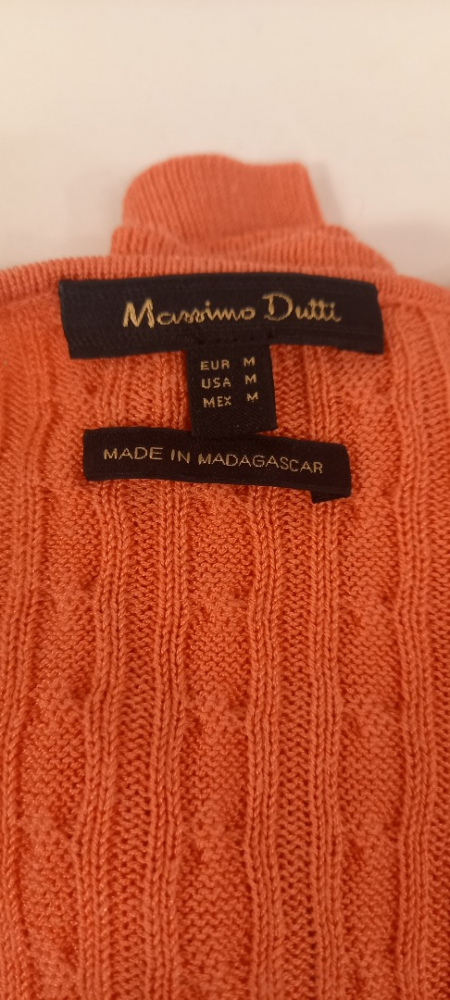 Massimo Dutti
EUR M
USA M
MEX M
MADE IN MADAGASCAR